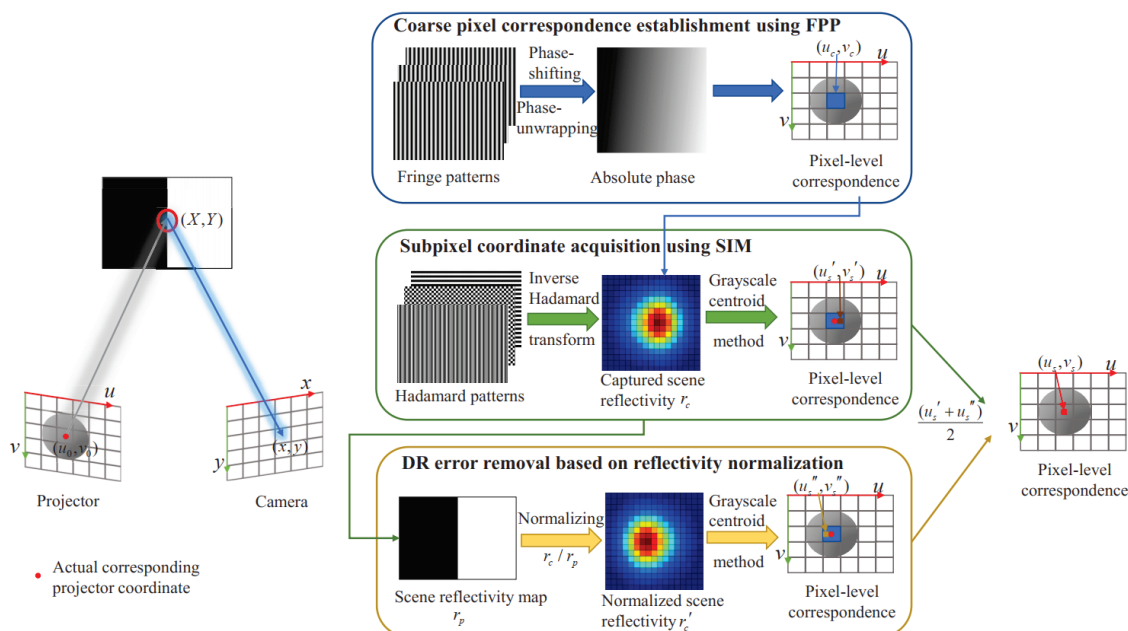 Coarse pixel correspondence establishment using FPP
Phase-
shifting
Phase-
unwrapping
Fringe patterns
Absolute phase
(u_c, v_c)
u
v
Pixel-level
correspondence
(X, Y)
u
v
(u_0, v_0)
Projector
x
y
(x, y)
Camera
Actual corresponding
projector coordinate
Subpixel coordinate acquisition using SIM
Inverse
Hadamard
transform
Hadamard patterns
Captured scene
reflectivity r_c
Grayscale
centroid
method
(u_s', v_s')
u
v
Pixel-level
correspondence
DR error removal based on reflectivity normalization
Normalizing
r_c / r_p
Scene reflectivity map
r_p
Normalized scene
reflectivity r_c'
Grayscale
centroid
method
(u_s'', v_s'')
u
v
Pixel-level
correspondence
(u_s' + u_s'')
2
(u_s, v_s)
u
v
Pixel-level
correspondence